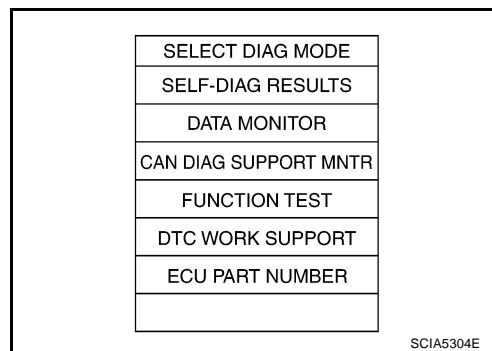 SELECT DIAG MODE
SELF-DIAG RESULTS
DATA MONITOR
CAN DIAG SUPPORT MNTR
FUNCTION TEST
DTC WORK SUPPORT
ECU PART NUMBER
SCIA5304E